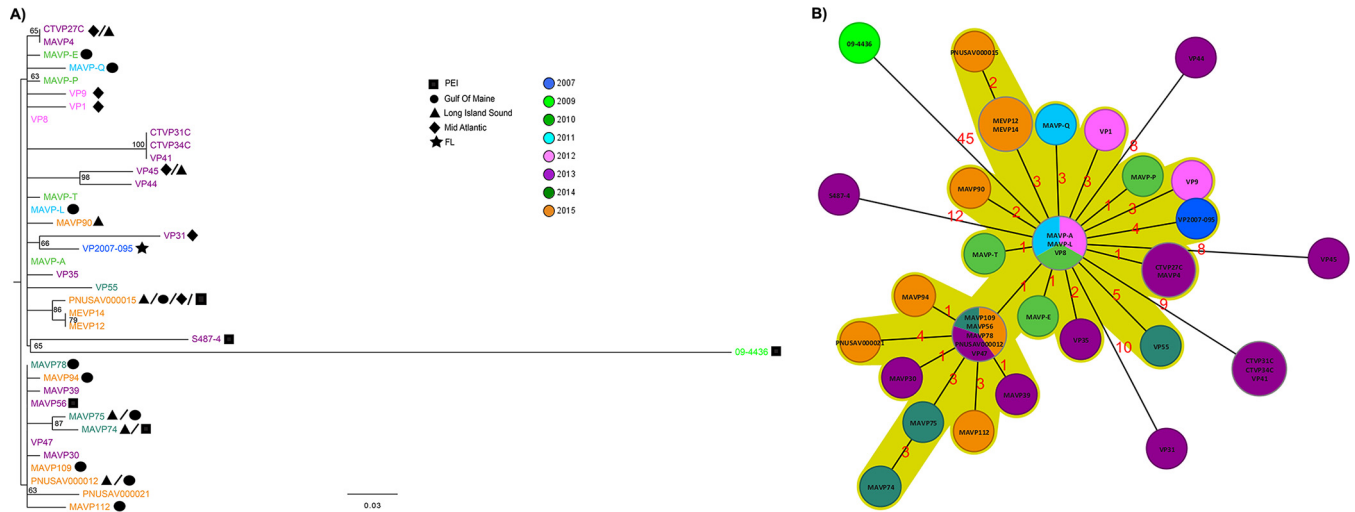 A)
65
CTVP27C
MAVP4
MAVP-E
MAVP-Q
63
MAVP-P
VP9
VP1
VP8
CTVP31C
100
CTVP34C
VP41
VP45
98
VP44
MAVP-T
MAVP-L
MAVP90
VP31
66
VP2007-095
MAVP-A
VP35
VP55
PNUSAV000015
86
MEVP14
79
MEVP12
S487-4
65
09-4436
MAVP78
MAVP94
MAVP39
MAVP56
MAVP75
87
MAVP74
VP47
MAVP30
MAVP109
PNUSAV000012
63
PNUSAV000021
MAVP112
0.03
PEI
Gulf Of Maine
Long Island Sound
Mid Atlantic
FL
2007
2009
2010
2011
2012
2013
2014
2015
B)
09-4436
PNUSAV000015
VP44
2
MEVP12
MEVP14
MAVP-Q
VP1
45
8
MAVP-P
VP9
MAVP90
3
3
3
S487-4
1
3
12
2
VP2007-095
4
MAVP-A
MAVP-L
VP8
MAVP-T
1
1
8
VP45
CTVP27C
MAVP4
MAVP94
1
1
2
5
9
MAVP-E
1
MAVP109
MAVP56
MAVP78
PNUSAV000012
VP47
PNUSAV000021
4
VP55
10
1
MAVP30
3
3
1
CTVP31C
CTVP34C
VP41
MAVP75
MAVP112
3
MAVP74